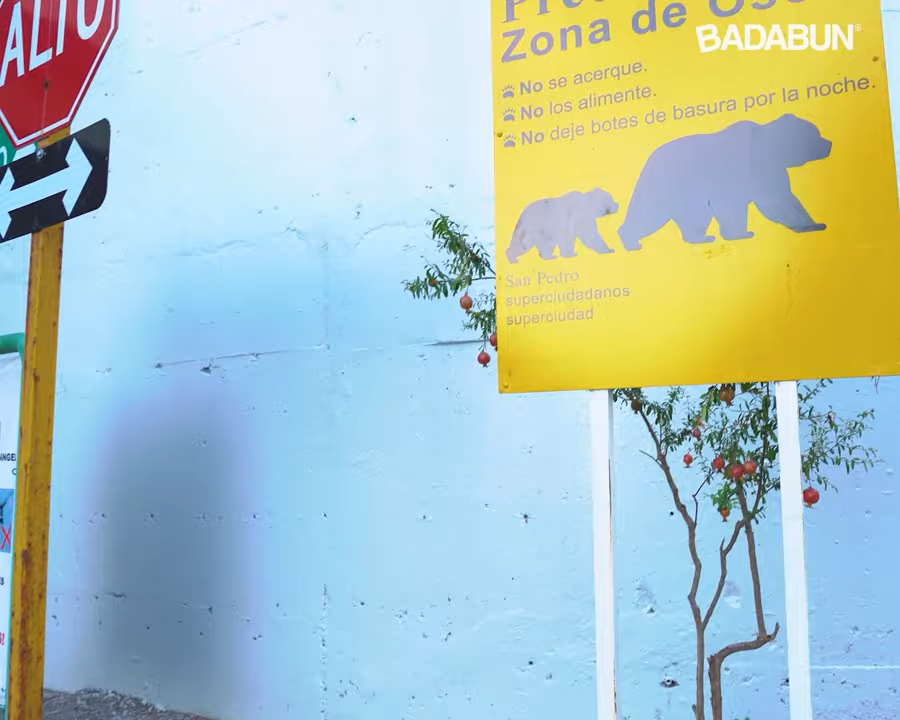 ALTO
Zona de Oso
BADABUN®
No se acerque.
No los alimente.
No deje botes de basura por la noche.
San Pedro
superciudadanos
superciudad